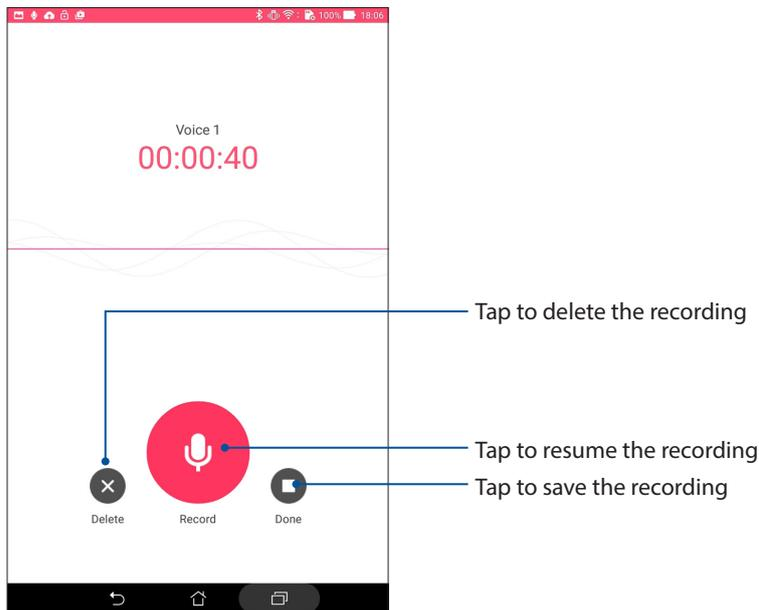 100% 18:06
Voice 1
00:00:40
Tap to delete the recording
Tap to resume the recording
Tap to save the recording
Delete Record Done